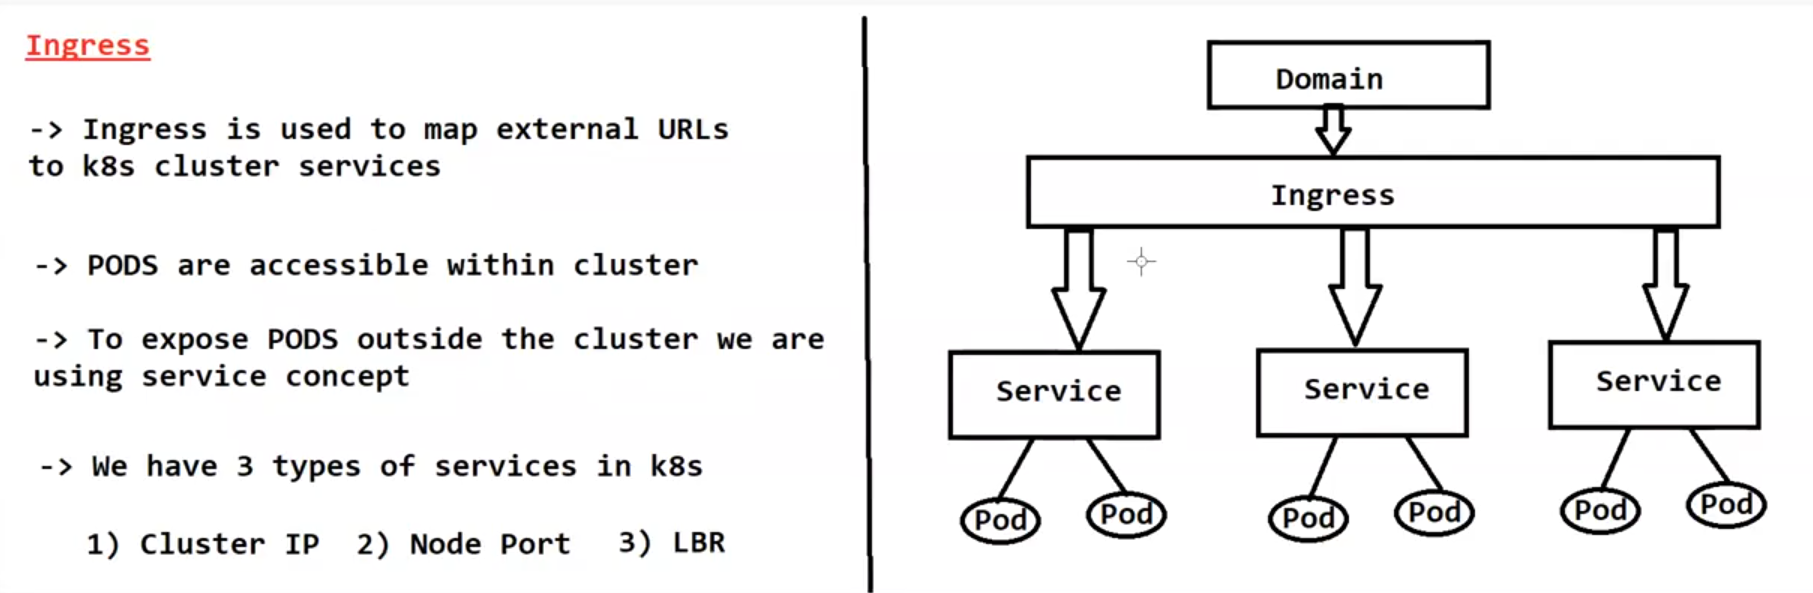 Ingress
-> Ingress is used to map external URLs
to k8s cluster services
-> PODS are accessible within cluster
-> To expose PODS outside the cluster we are
using service concept
-> We have 3 types of services in k8s
1) Cluster IP 2) Node Port 3) LBR
Domain
Ingress
Service
Service
Service
Pod
Pod
Pod
Pod
Pod
Pod